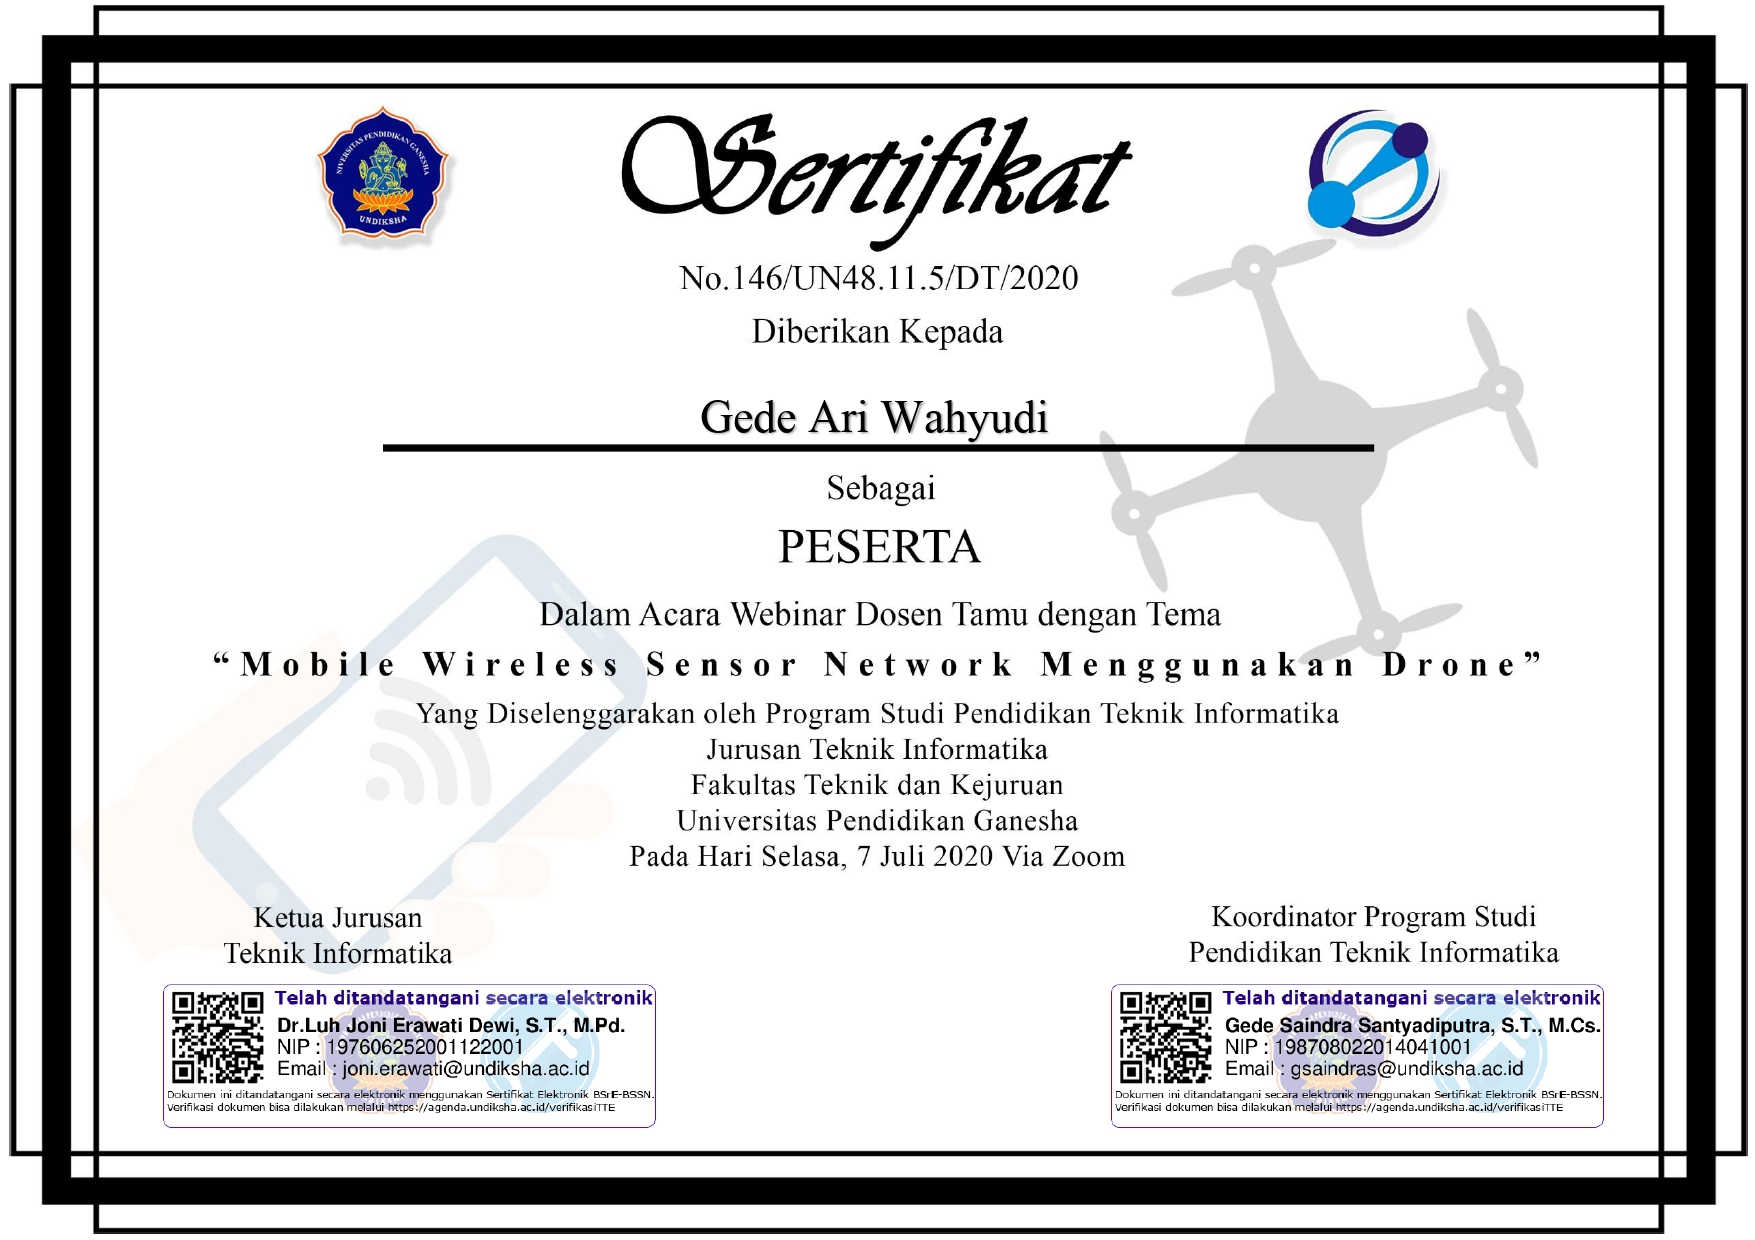 UNIVERSITAS PENDIDIKAN GANESHA
UNDIKSHA
Sertifikat
No.146/UN48.11.5/DT/2020
Diberikan Kepada
Gede Ari Wahyudi
Sebagai
PESERTA
Dalam Acara Webinar Dosen Tamu dengan Tema
“Mobile Wireless Sensor Network Menggunakan Drone”
Yang Diselenggarakan oleh Program Studi Pendidikan Teknik Informatika
Jurusan Teknik Informatika
Fakultas Teknik dan Kejuruan
Universitas Pendidikan Ganesha
Pada Hari Selasa, 7 Juli 2020 Via Zoom
Ketua Jurusan
Teknik Informatika
Telah ditandatangani secara elektronik
Dr.Luh Joni Erawati Dewi, S.T., M.Pd.
NIP : 197606252001122001
Email : joni.erawati@undiksha.ac.id
Dokumen ini ditandatangani secara elektronik menggunakan Sertifikat Elektronik BSrE-BSSN.
Verifikasi dokumen bisa dilakukan melalui https://agenda.undiksha.ac.id/verifikasiTTE
Koordinator Program Studi
Pendidikan Teknik Informatika
Telah ditandatangani secara elektronik
Gede Saindra Santyadiputra, S.T., M.Cs.
NIP : 198708022014041001
Email : gsaindras@undiksha.ac.id
Dokumen ini ditandatangani secara elektronik menggunakan Sertifikat Elektronik BSrE-BSSN.
Verifikasi dokumen bisa dilakukan melalui https://agenda.undiksha.ac.id/verifikasiTTE